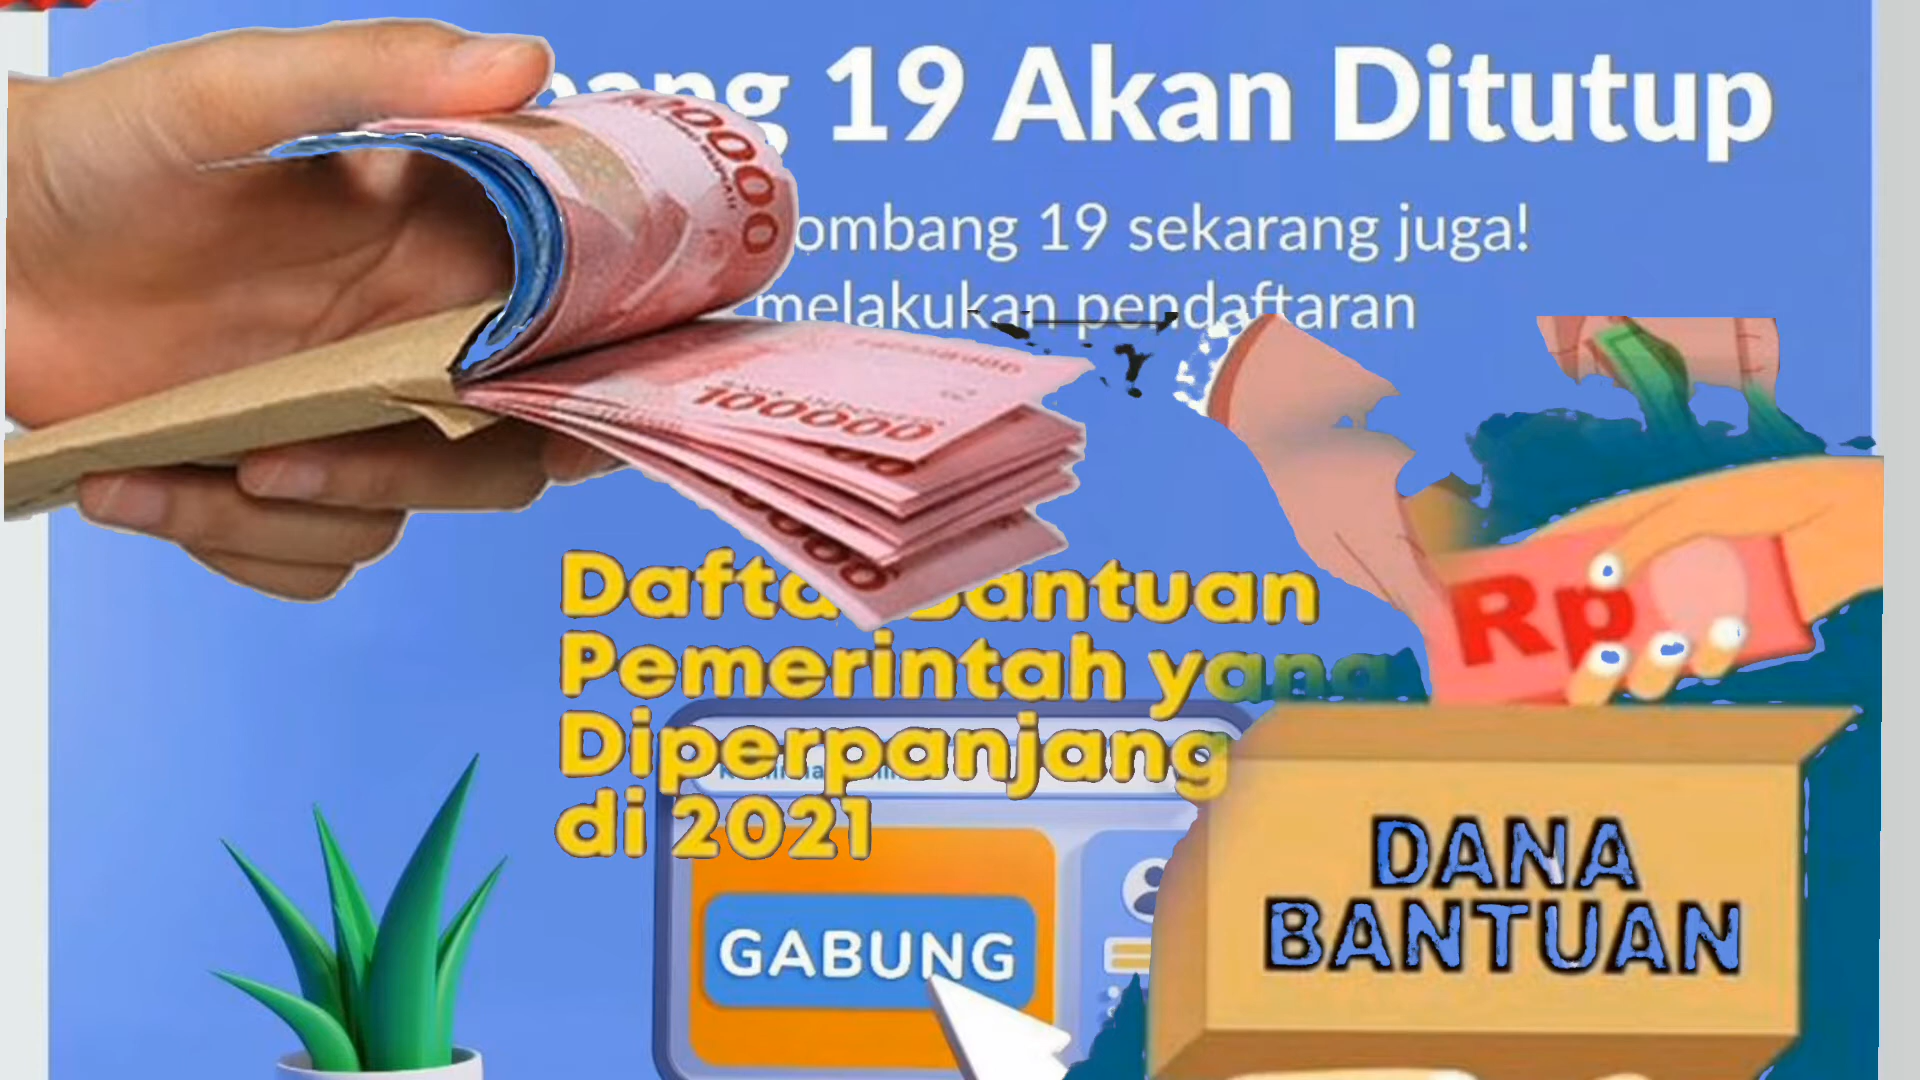 19 Akan Ditutup
ombang 19 sekarang juga!
melakukan pendaftaran
100000
Bantuan
Pemerintah yang
Diperpanjang
di 2021
Rp
GABUNG
DANA
BANTUAN